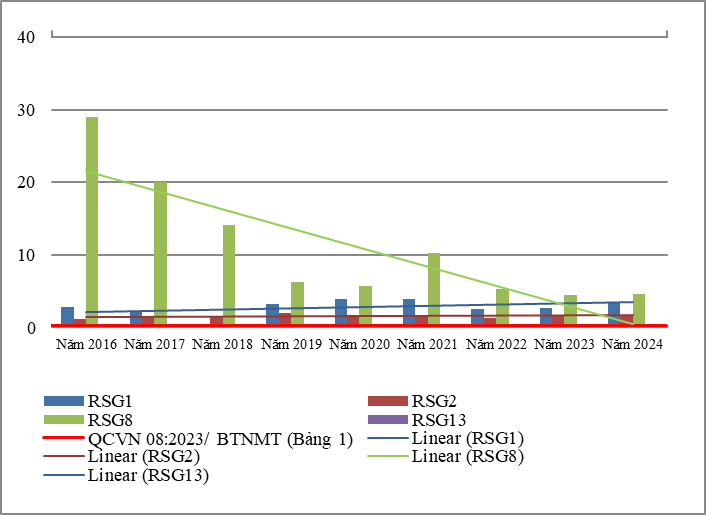 40
30
20
10
0
Năm 2016 Năm 2017 Năm 2018 Năm 2019 Năm 2020 Năm 2021 Năm 2022 Năm 2023 Năm 2024
RSG1 RSG2
RSG8 RSG13
QCVN 08:2023/ BTNMT (Bảng 1) Linear (RSG1)
Linear (RSG2) Linear (RSG8)
Linear (RSG13)